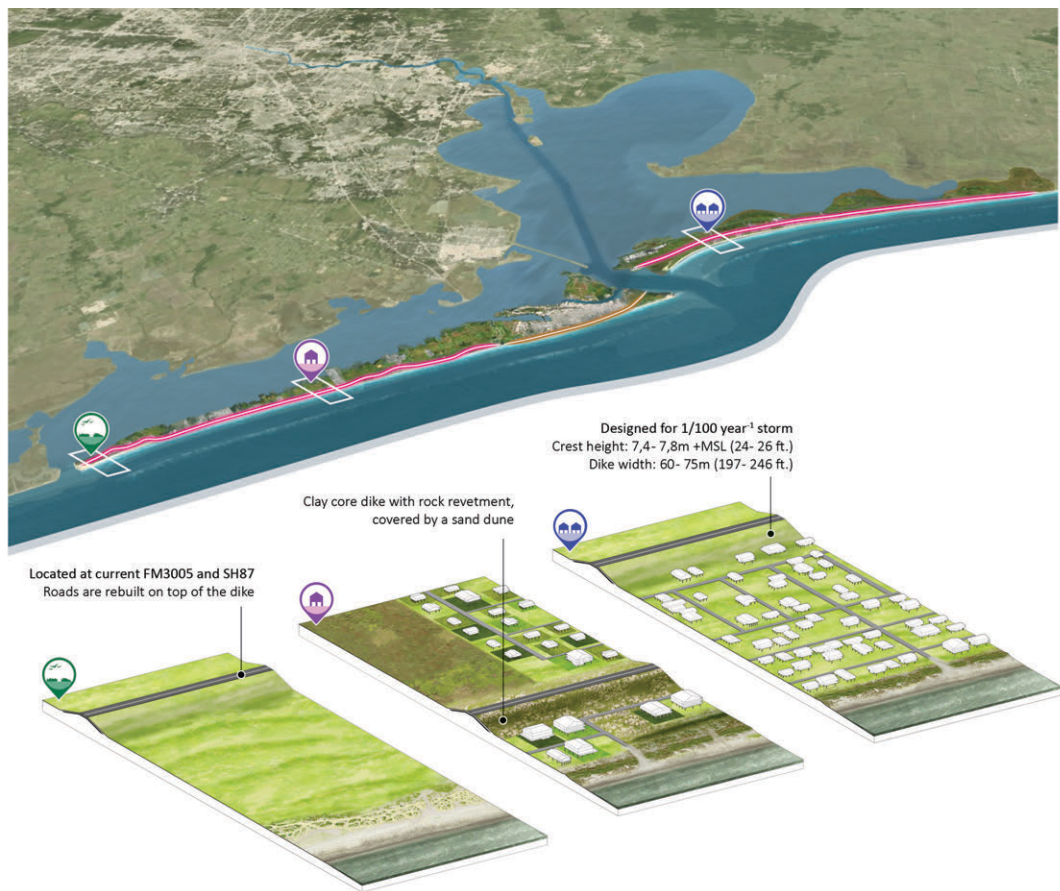 Designed for 1/100 year⁻¹ storm
Crest height: 7,4- 7,8m +MSL (24- 26 ft.)
Dike width: 60- 75m (197- 246 ft.)
Clay core dike with rock revetment,
covered by a sand dune
Located at current FM3005 and SH87
Roads are rebuilt on top of the dike